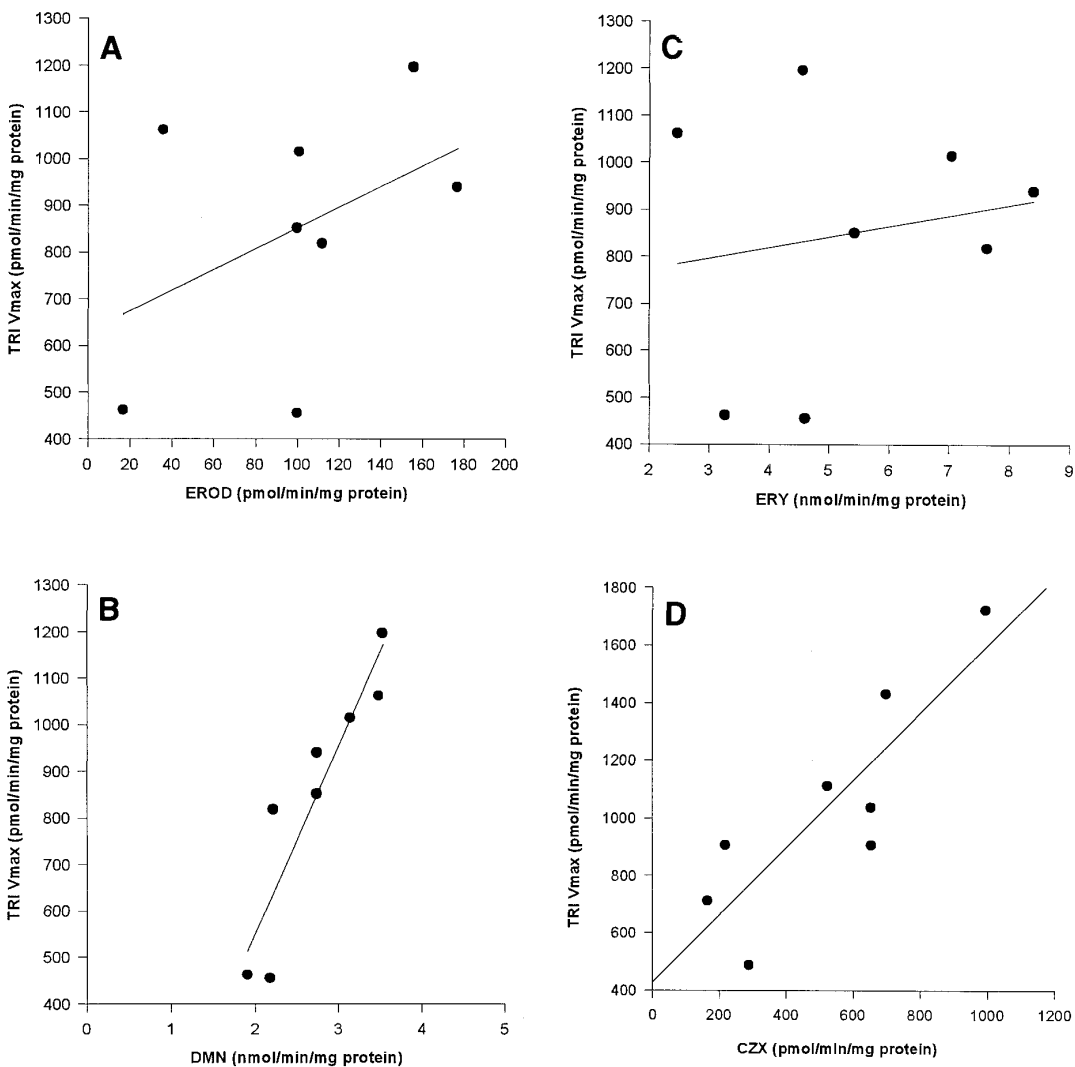 A
TRI Vmax (pmol/min/mg protein)
1300
1200
1100
1000
900
800
700
600
500
400
0 20 40 60 80 100 120 140 160 180 200
EROD (pmol/min/mg protein)
C
TRI Vmax (pmol/min/mg protein)
1300
1200
1100
1000
900
800
700
600
500
400
2 3 4 5 6 7 8 9
ERY (nmol/min/mg protein)
B
TRI Vmax (pmol/min/mg protein)
1300
1200
1100
1000
900
800
700
600
500
400
0 1 2 3 4 5
DMN (nmol/min/mg protein)
D
TRI Vmax (pmol/min/mg protein)
1800
1600
1400
1200
1000
800
600
400
0 200 400 600 800 1000 1200
CZX (pmol/min/mg protein)